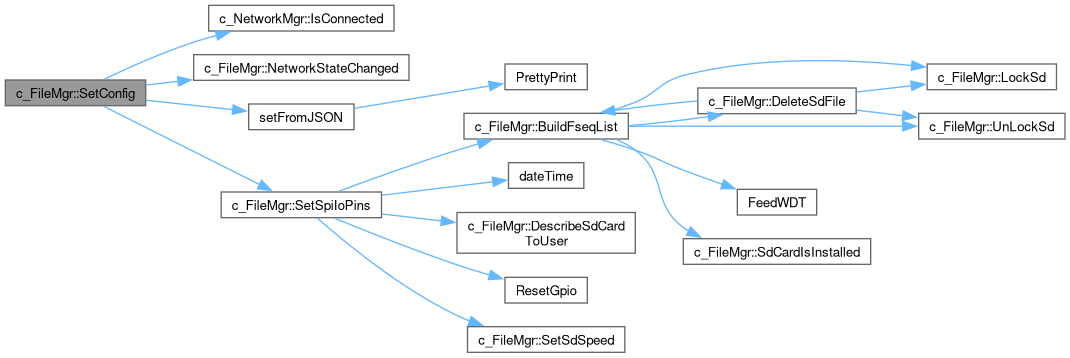 c_FileMgr::SetConfig
c_NetworkMgr::IsConnected
c_FileMgr::NetworkStateChanged
setFromJSON
PrettyPrint
c_FileMgr::SetSpiIoPins
c_FileMgr::BuildFseqList
dateTime
c_FileMgr::DescribeSdCard
ToUser
ResetGpio
c_FileMgr::SetSdSpeed
c_FileMgr::DeleteSdFile
FeedWDT
c_FileMgr::SdCardIsInstalled
c_FileMgr::LockSd
c_FileMgr::UnLockSd